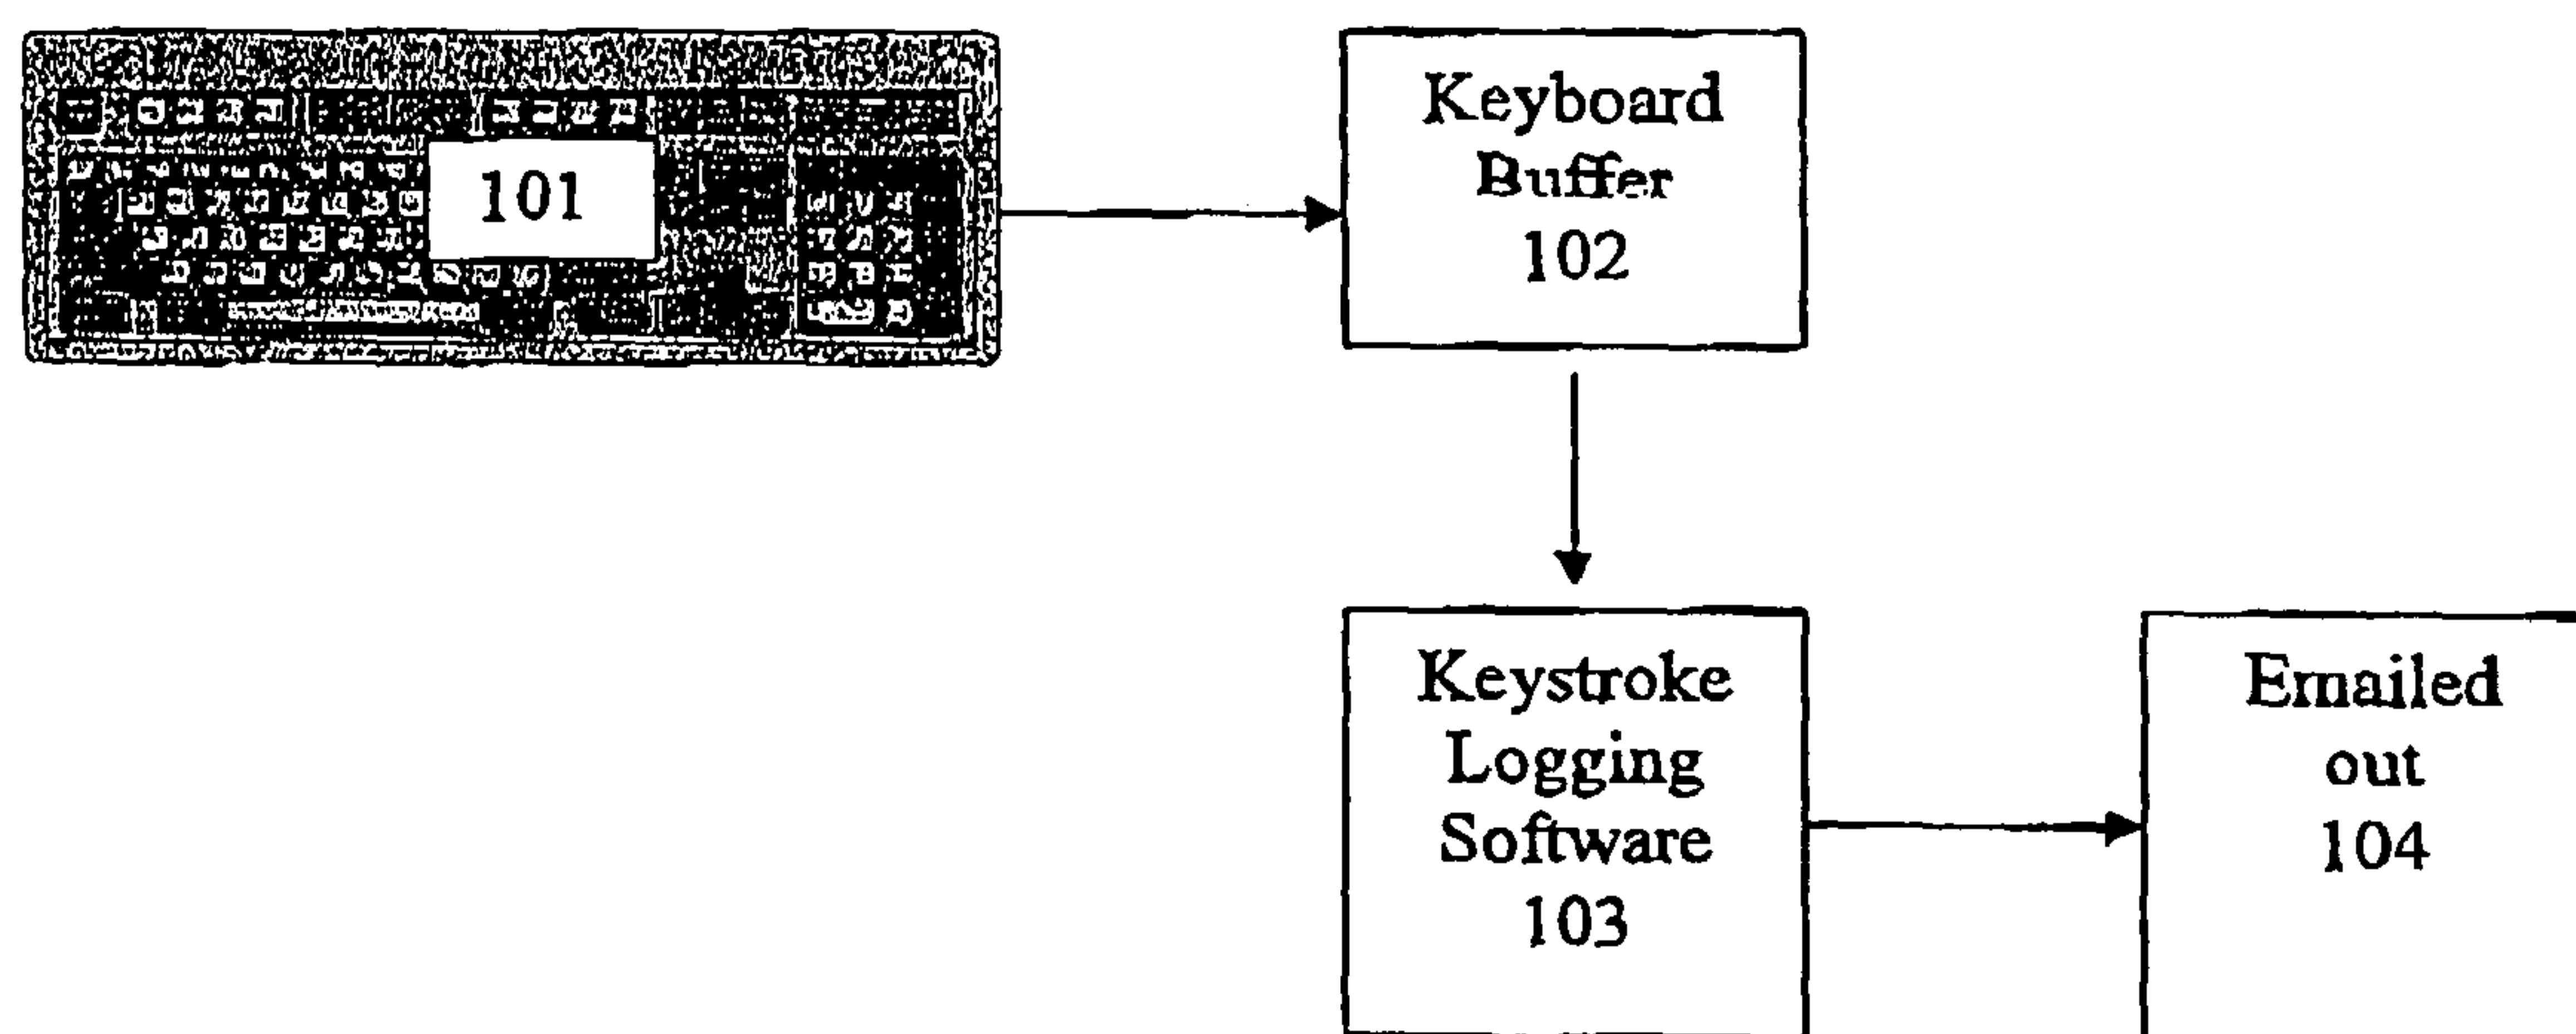 101
Keyboard
Buffer
102
Keystroke
Logging
Software
103
Emailed
out
104